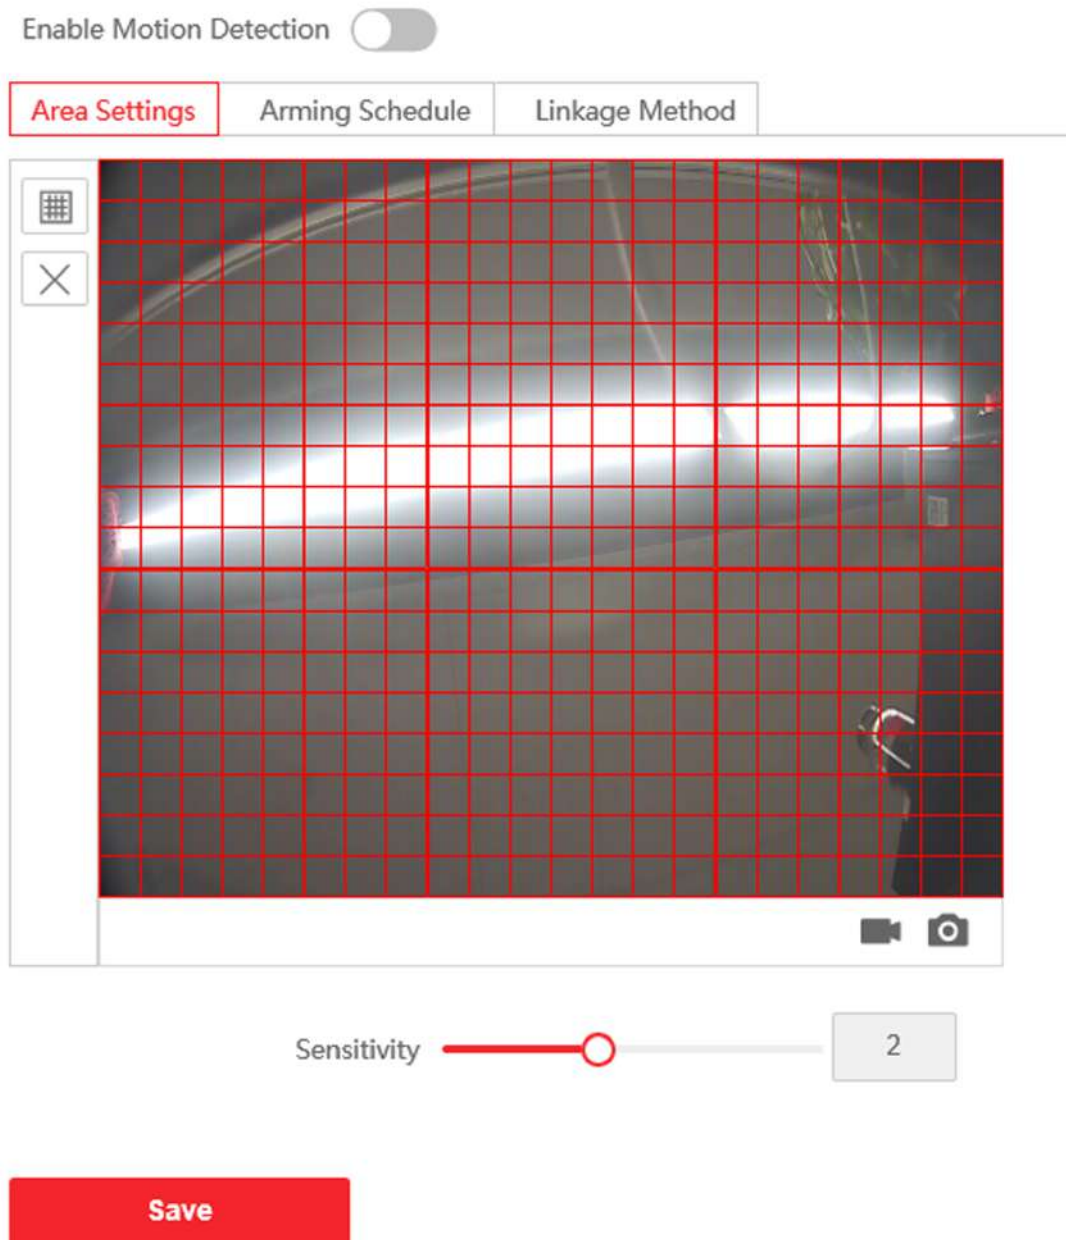 Enable Motion Detection
Area Settings Arming Schedule Linkage Method
Sensitivity 2
Save